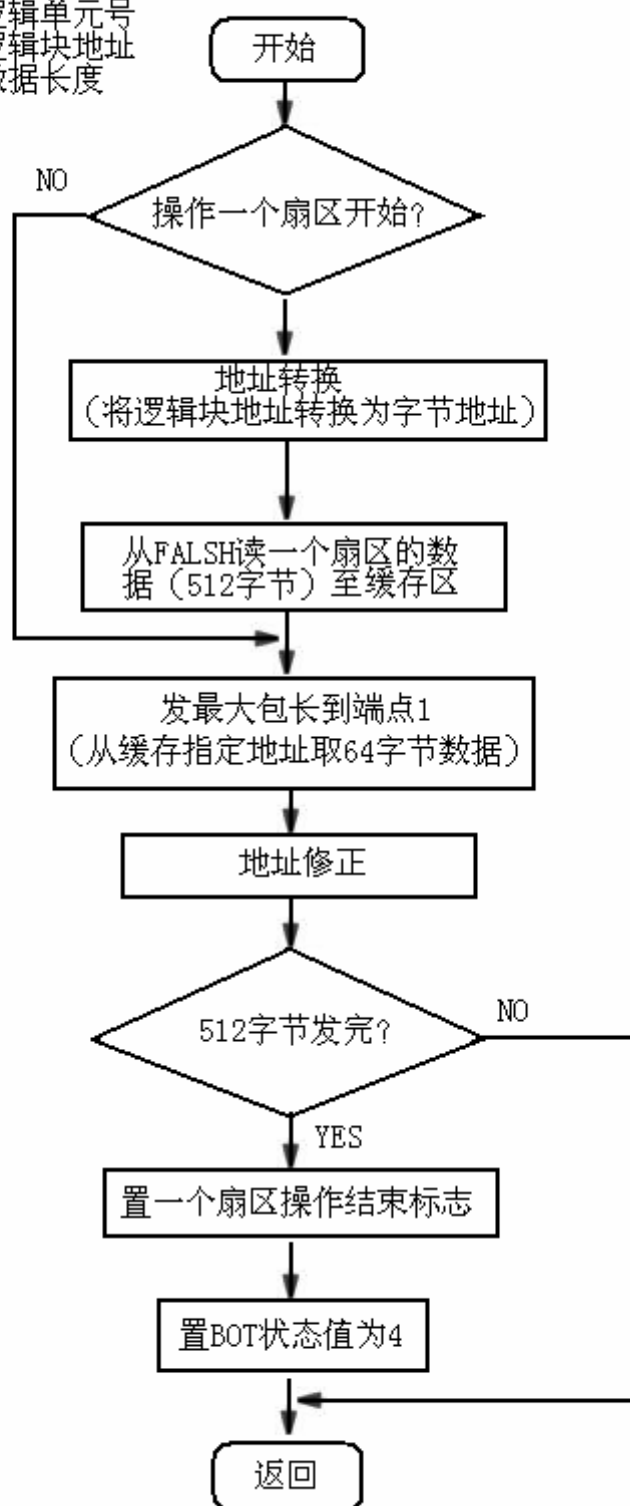 辑单元号
辑块地址
据长度
开始
NO
操作一个扇区开始?
地址转换
(将逻辑块地址转换为字节地址)
从FALSH读一个扇区的数
据(512字节)至缓存区
发最大包长到端点1
(从缓存指定地址取64字节数据)
地址修正
512字节发完?
NO
YES
置一个扇区操作结束标志
置BOT状态值为4
返回